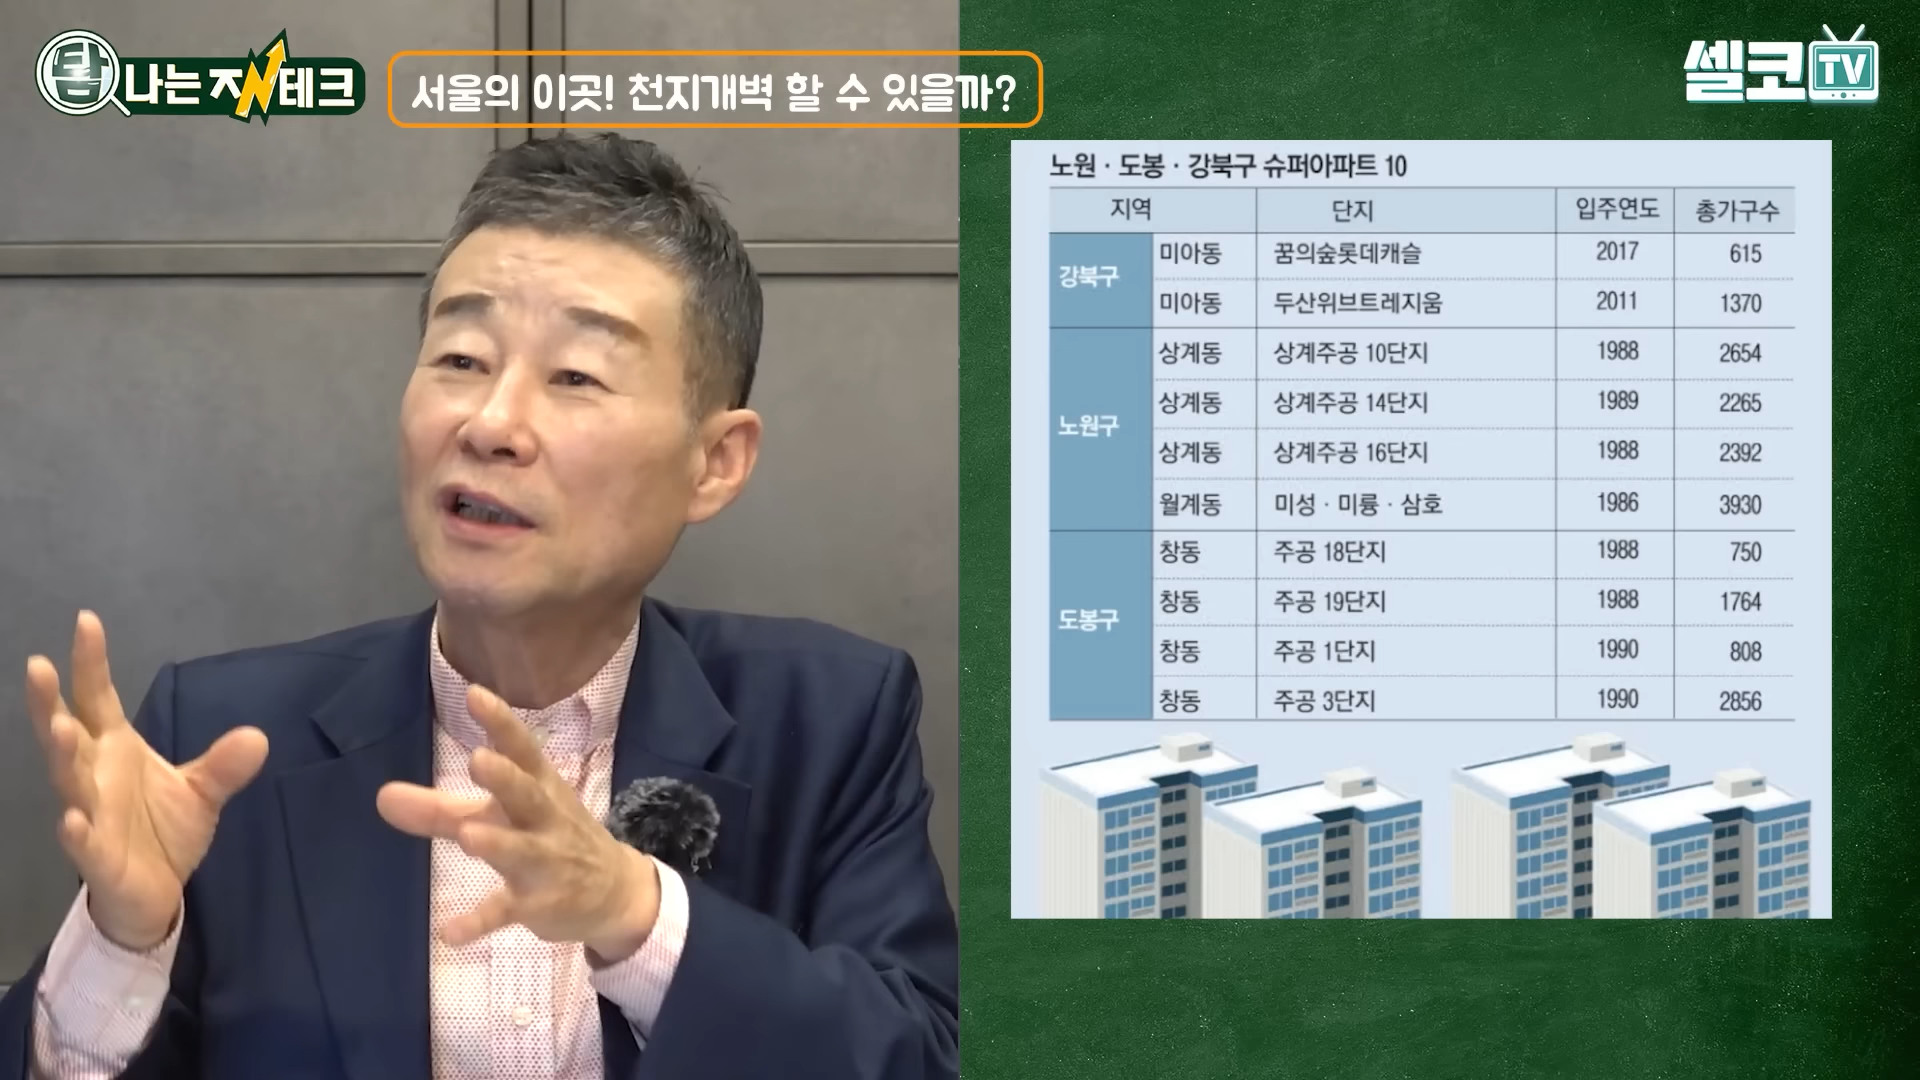 나는 재테크
서울의 이곳! 천지개벽 할 수 있을까?
셀코 TV
노원 · 도봉 · 강북구 슈퍼아파트 10
지역 단지 입주연도 총가구수
강북구
미아동 꿈의숲롯데캐슬 2017 615
미아동 두산위브트레지움 2011 1370
노원구
상계동 상계주공 10단지 1988 2654
상계동 상계주공 14단지 1989 2265
상계동 상계주공 16단지 1988 2392
월계동 미성 · 미륭 · 삼호 1986 3930
도봉구
창동 주공 18단지 1988 750
창동 주공 19단지 1988 1764
창동 주공 1단지 1990 808
창동 주공 3단지 1990 2856